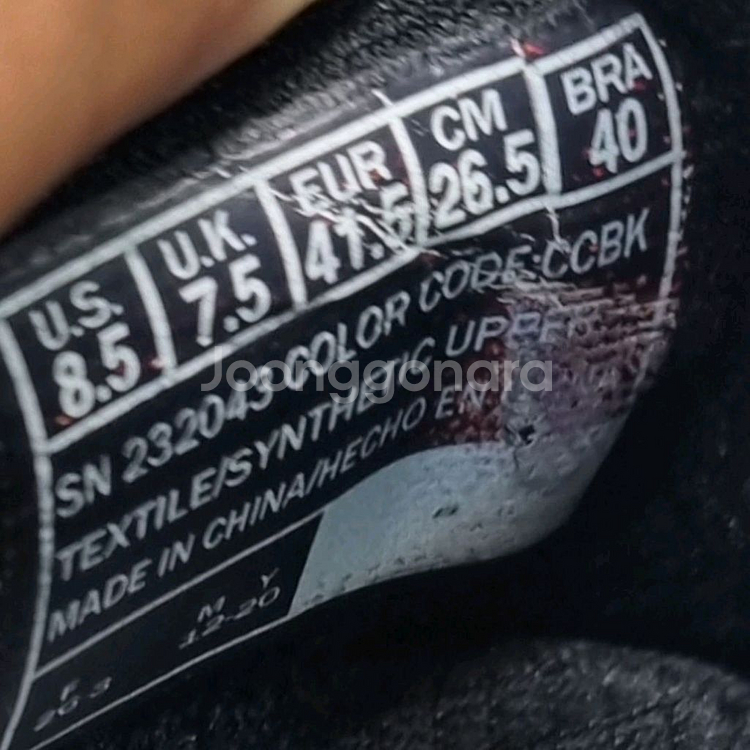 U.S. U.K. EUR CM BRA
8.5 7.5 41.5 26.5 40
SN 232043 COLOR CODE:CCBK
TEXTILE/SYNTHETIC UPPER
MADE IN CHINA/HECHO EN
M Y
12-20
F
Joonggonara